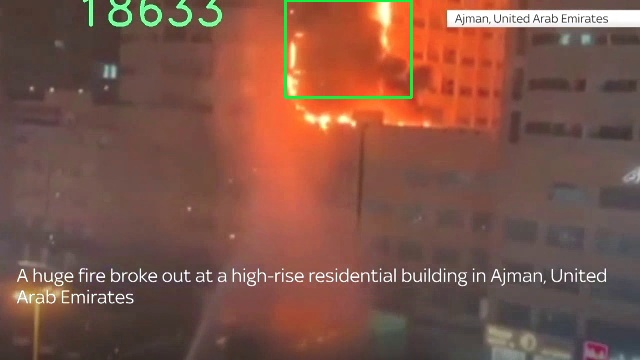 18633
Ajman, United Arab Emirates
A huge fire broke out at a high-rise residential building in Ajman, United
Arab Emirates